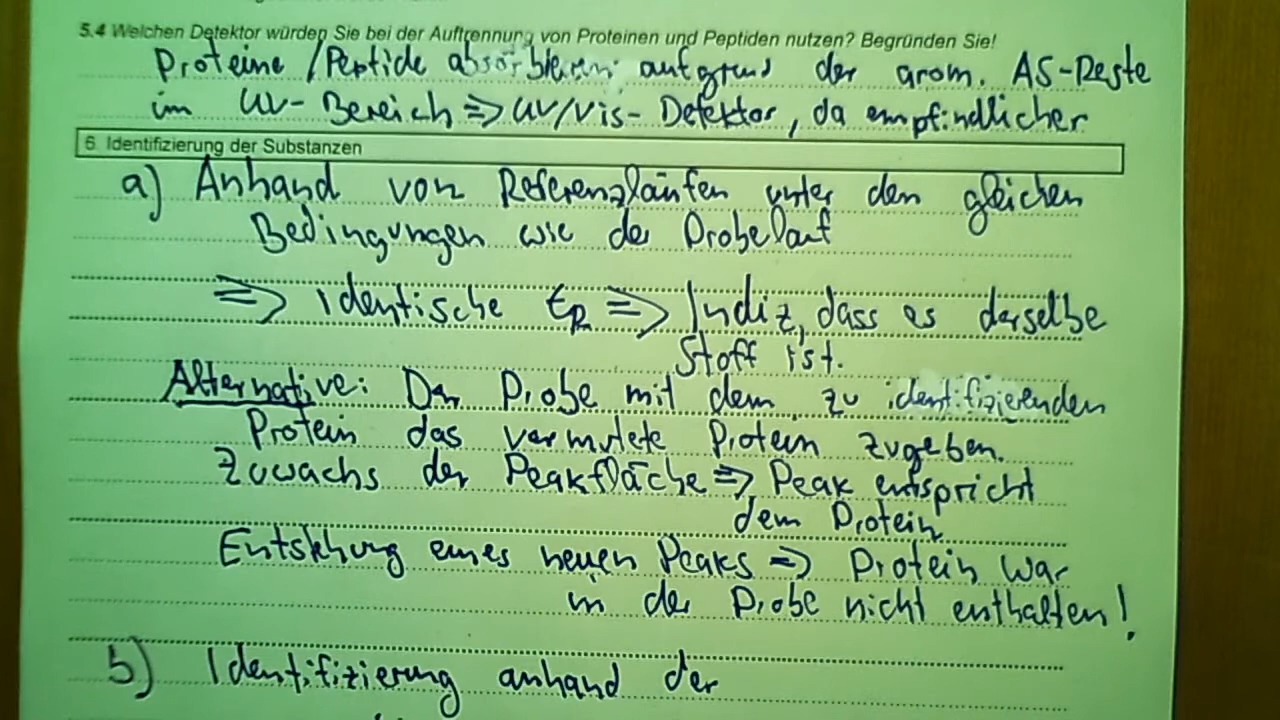 5.4 Welchen Detektor würden Sie bei der Auftrennung von Proteinen und Peptiden nutzen? Begründen Sie!
Proteine / Peptide absorbieren aufgrund der arom. AS-Reste
im UV-Bereich ⇒ UV/Vis-Detektor, da empfindlicher
6. Identifizierung der Substanzen
a) Anhand von Referenzläufen unter den gleichen
Bedingungen wie der Probelauf
⇒ identische tR ⇒ Indiz, dass es derselbe
Stoff ist.
Alternative: Der Probe mit dem zu identifizierenden
Protein das vermutete Protein zugeben.
Zuwachs der Peakfläche ⇒ Peak entspricht
dem Protein
Entstehung eines neuen Peaks ⇒ Protein war
in der Probe nicht enthalten!
b) Identifizierung anhand der